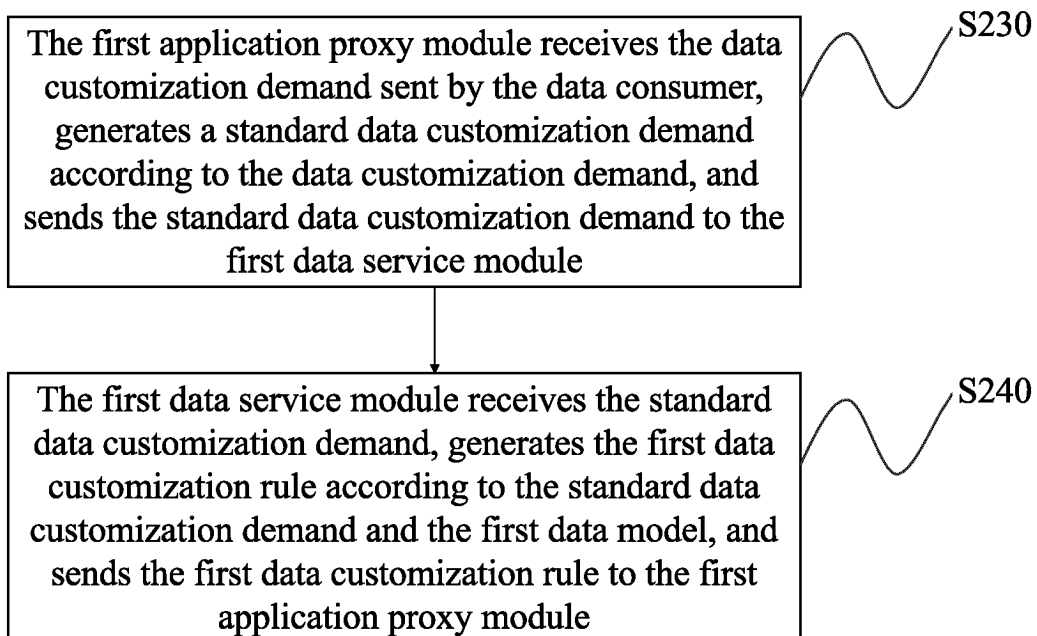 The first application proxy module receives the data
customization demand sent by the data consumer,
generates a standard data customization demand
according to the data customization demand, and
sends the standard data customization demand to the
first data service module
S230
The first data service module receives the standard
data customization demand, generates the first data
customization rule according to the standard data
customization demand and the first data model, and
sends the first data customization rule to the first
application proxy module
S240